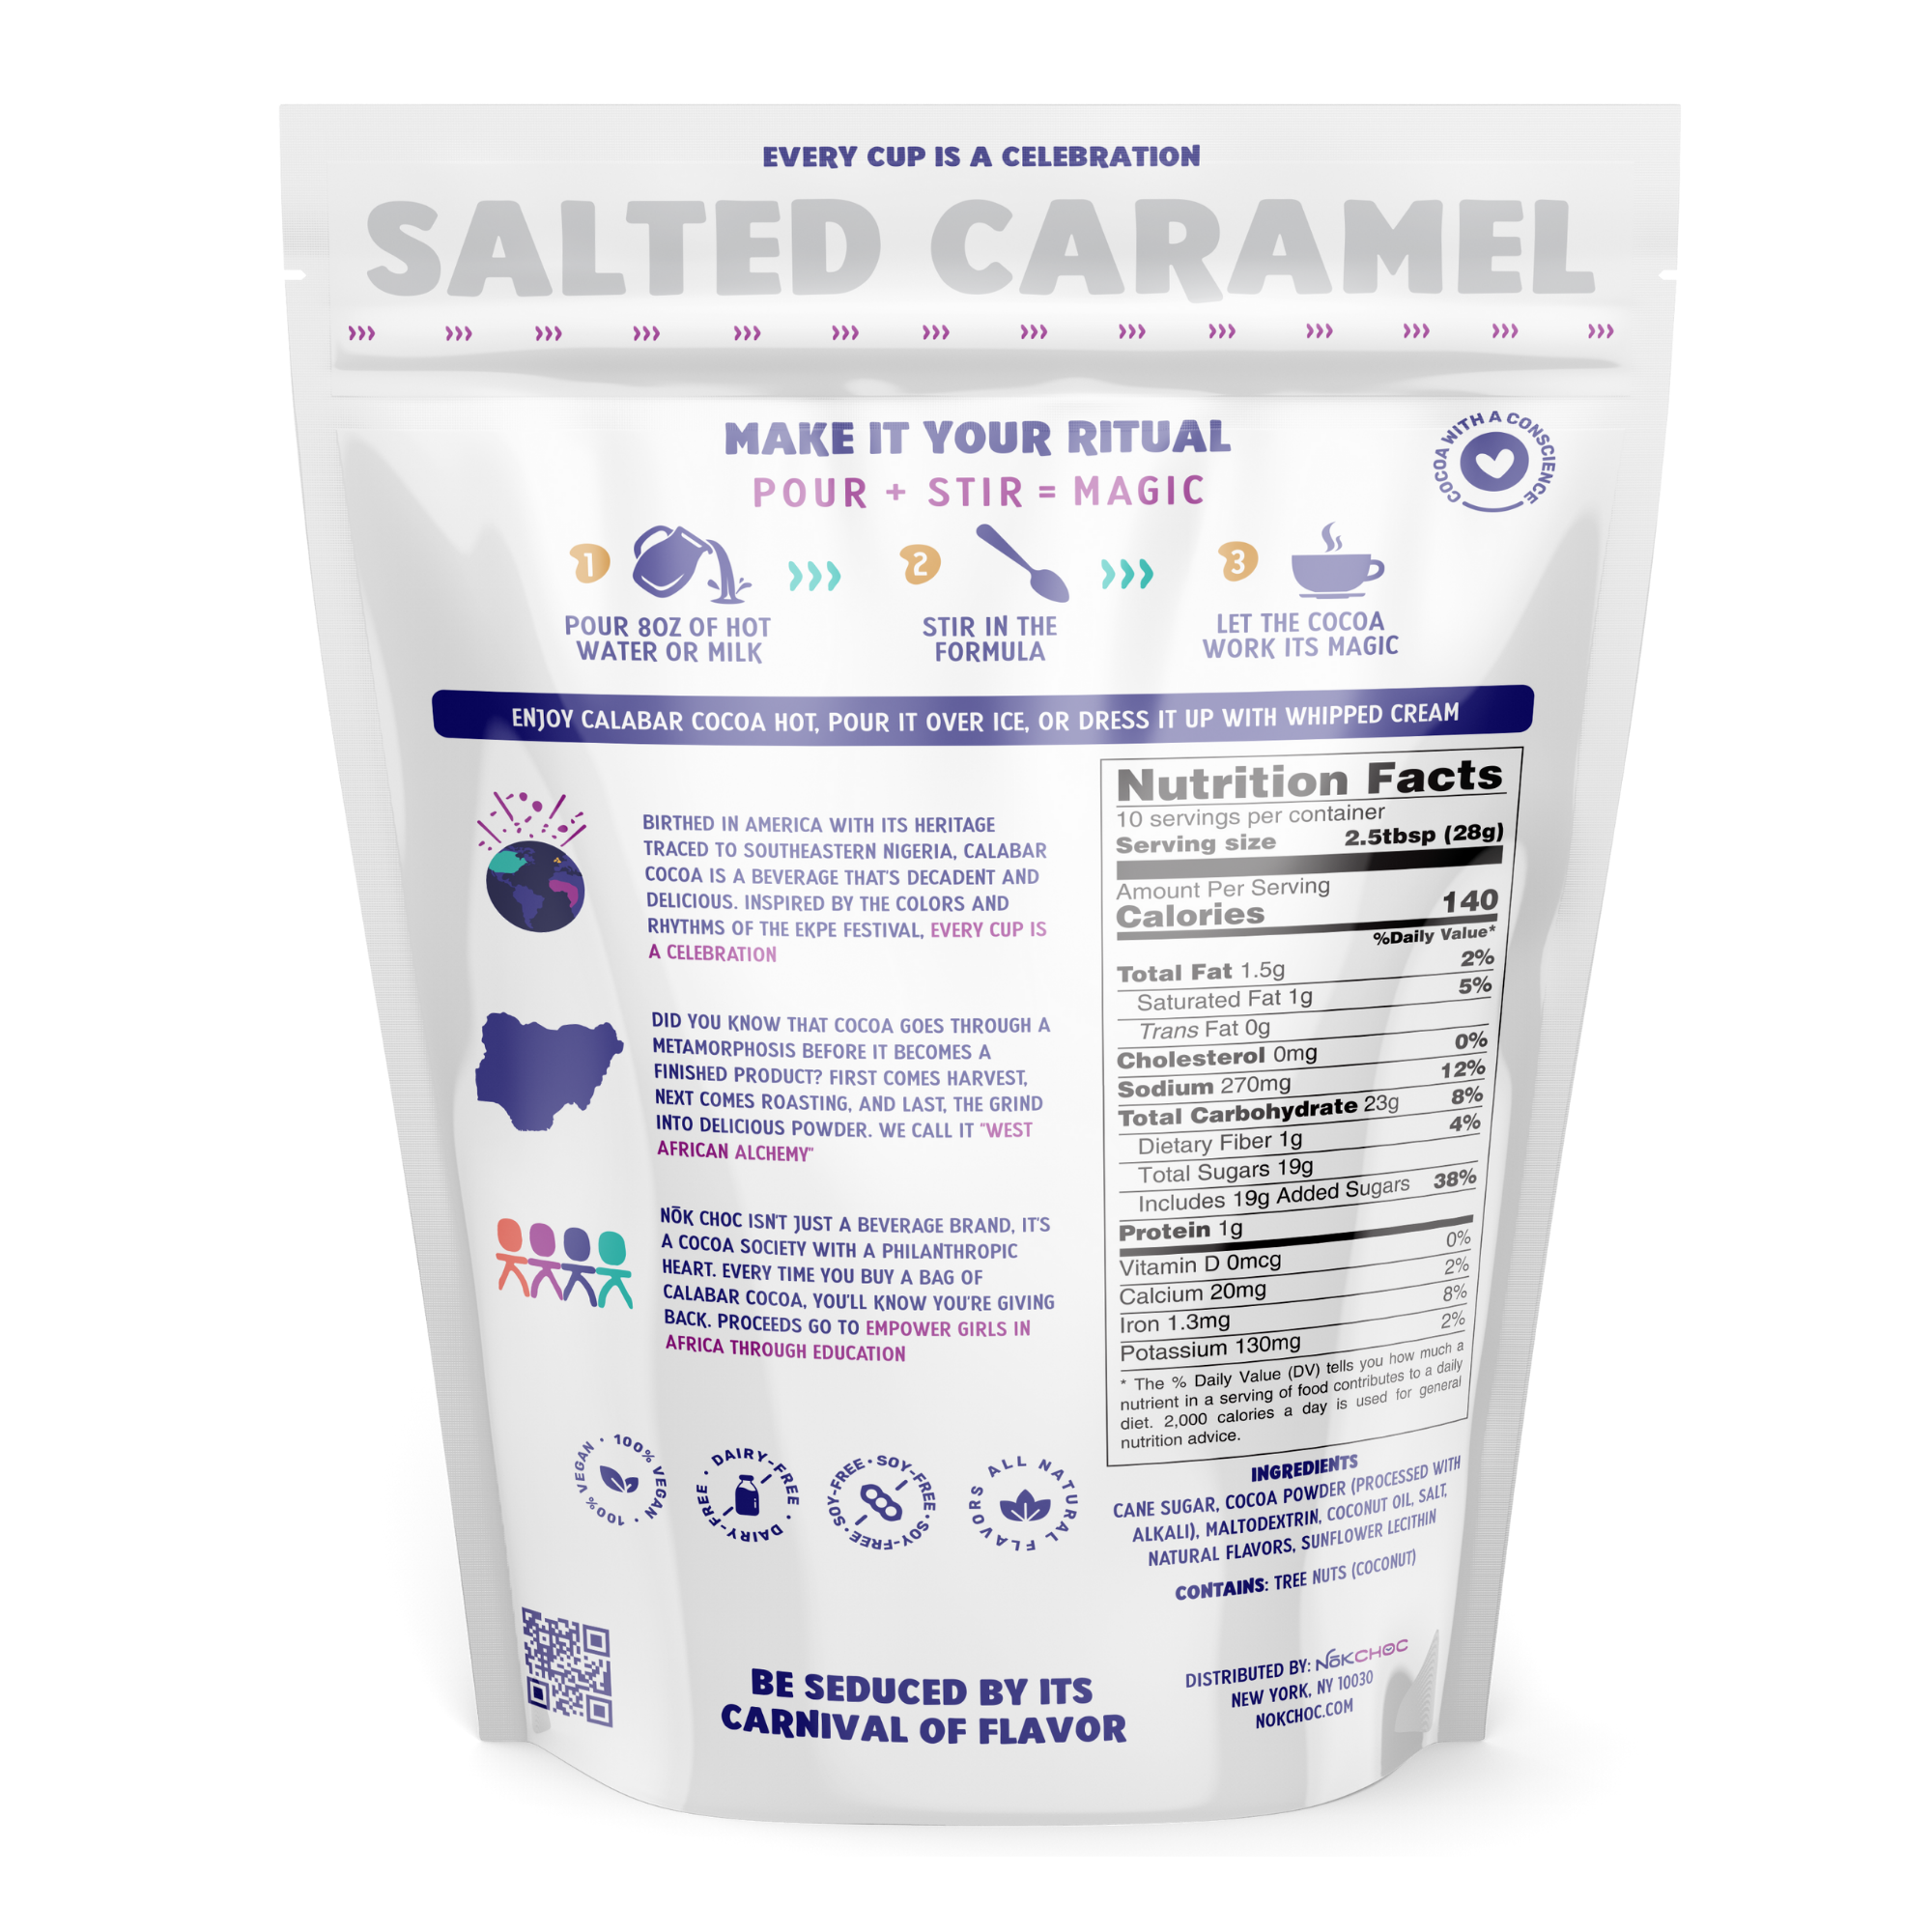 EVERY CUP IS A CELEBRATION
SALTED CARAMEL
MAKE IT YOUR RITUAL
POUR + STIR = MAGIC
COCOA WITH A CONSCIENCE
1
POUR 8OZ OF HOT
WATER OR MILK
2
STIR IN THE
FORMULA
3
LET THE COCOA
WORK ITS MAGIC
ENJOY CALABAR COCOA HOT, POUR IT OVER ICE, OR DRESS IT UP WITH WHIPPED CREAM
BIRTHED IN AMERICA WITH ITS HERITAGE
TRACED TO SOUTHEASTERN NIGERIA, CALABAR
COCOA IS A BEVERAGE THAT'S DECADENT AND
DELICIOUS. INSPIRED BY THE COLORS AND
RHYTHMS OF THE EKPE FESTIVAL, EVERY CUP IS
A CELEBRATION
DID YOU KNOW THAT COCOA GOES THROUGH A
METAMORPHOSIS BEFORE IT BECOMES A
FINISHED PRODUCT? FIRST COMES HARVEST,
NEXT COMES ROASTING, AND LAST, THE GRIND
INTO DELICIOUS POWDER. WE CALL IT "WEST
AFRICAN ALCHEMY"
NŌK CHOC ISN'T JUST A BEVERAGE BRAND, IT'S
A COCOA SOCIETY WITH A PHILANTHROPIC
HEART. EVERY TIME YOU BUY A BAG OF
CALABAR COCOA, YOU'LL KNOW YOU'RE GIVING
BACK. PROCEEDS GO TO EMPOWER GIRLS IN
AFRICA THROUGH EDUCATION
100% VEGAN • 100% VEGAN •
DAIRY-FREE • DAIRY-FREE •
SOY-FREE • SOY-FREE • SOY-FREE • SOY-FREE •
ALL NATURAL FLAVORS
BE SEDUCED BY ITS
CARNIVAL OF FLAVOR
Nutrition Facts
10 servings per container
Serving size 2.5tbsp (28g)
Amount Per Serving
Calories 140
%Daily Value*
Total Fat 1.5g 2%
Saturated Fat 1g 5%
Trans Fat 0g
Cholesterol 0mg 0%
Sodium 270mg 12%
Total Carbohydrate 23g 8%
Dietary Fiber 1g 4%
Total Sugars 19g
Includes 19g Added Sugars 38%
Protein 1g
Vitamin D 0mcg 0%
Calcium 20mg 2%
Iron 1.3mg 8%
Potassium 130mg 2%
* The % Daily Value (DV) tells you how much a
nutrient in a serving of food contributes to a daily
diet. 2,000 calories a day is used for general
nutrition advice.
INGREDIENTS
CANE SUGAR, COCOA POWDER (PROCESSED WITH
ALKALI), MALTODEXTRIN, COCONUT OIL, SALT,
NATURAL FLAVORS, SUNFLOWER LECITHIN
CONTAINS: TREE NUTS (COCONUT)
DISTRIBUTED BY: NŌKCHOC
NEW YORK, NY 10030
NOKCHOC.COM